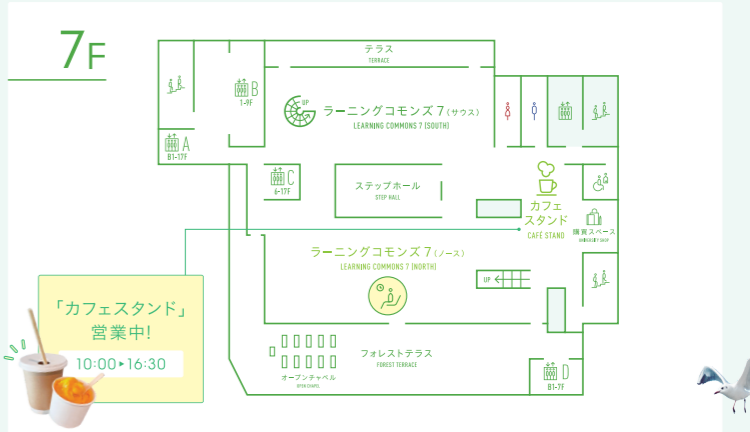 7F
テラス
TERRACE
B
1-9F
UP
ラーニングコモンズ 7 (サウス)
LEARNING COMMONS 7 (SOUTH)
A
B1-17F
C
6-17F
ステップホール
STEP HALL
カフェ
スタンド
CAFÉ STAND
購買スペース
UNIVERSITY SHOP
ラーニングコモンズ 7 (ノース)
LEARNING COMMONS 7 (NORTH)
UP
「カフェスタンド」
営業中!
10:00▶16:30
フォレストテラス
FOREST TERRACE
オープンチャペル
OPEN CHAPEL
D
B1-7F